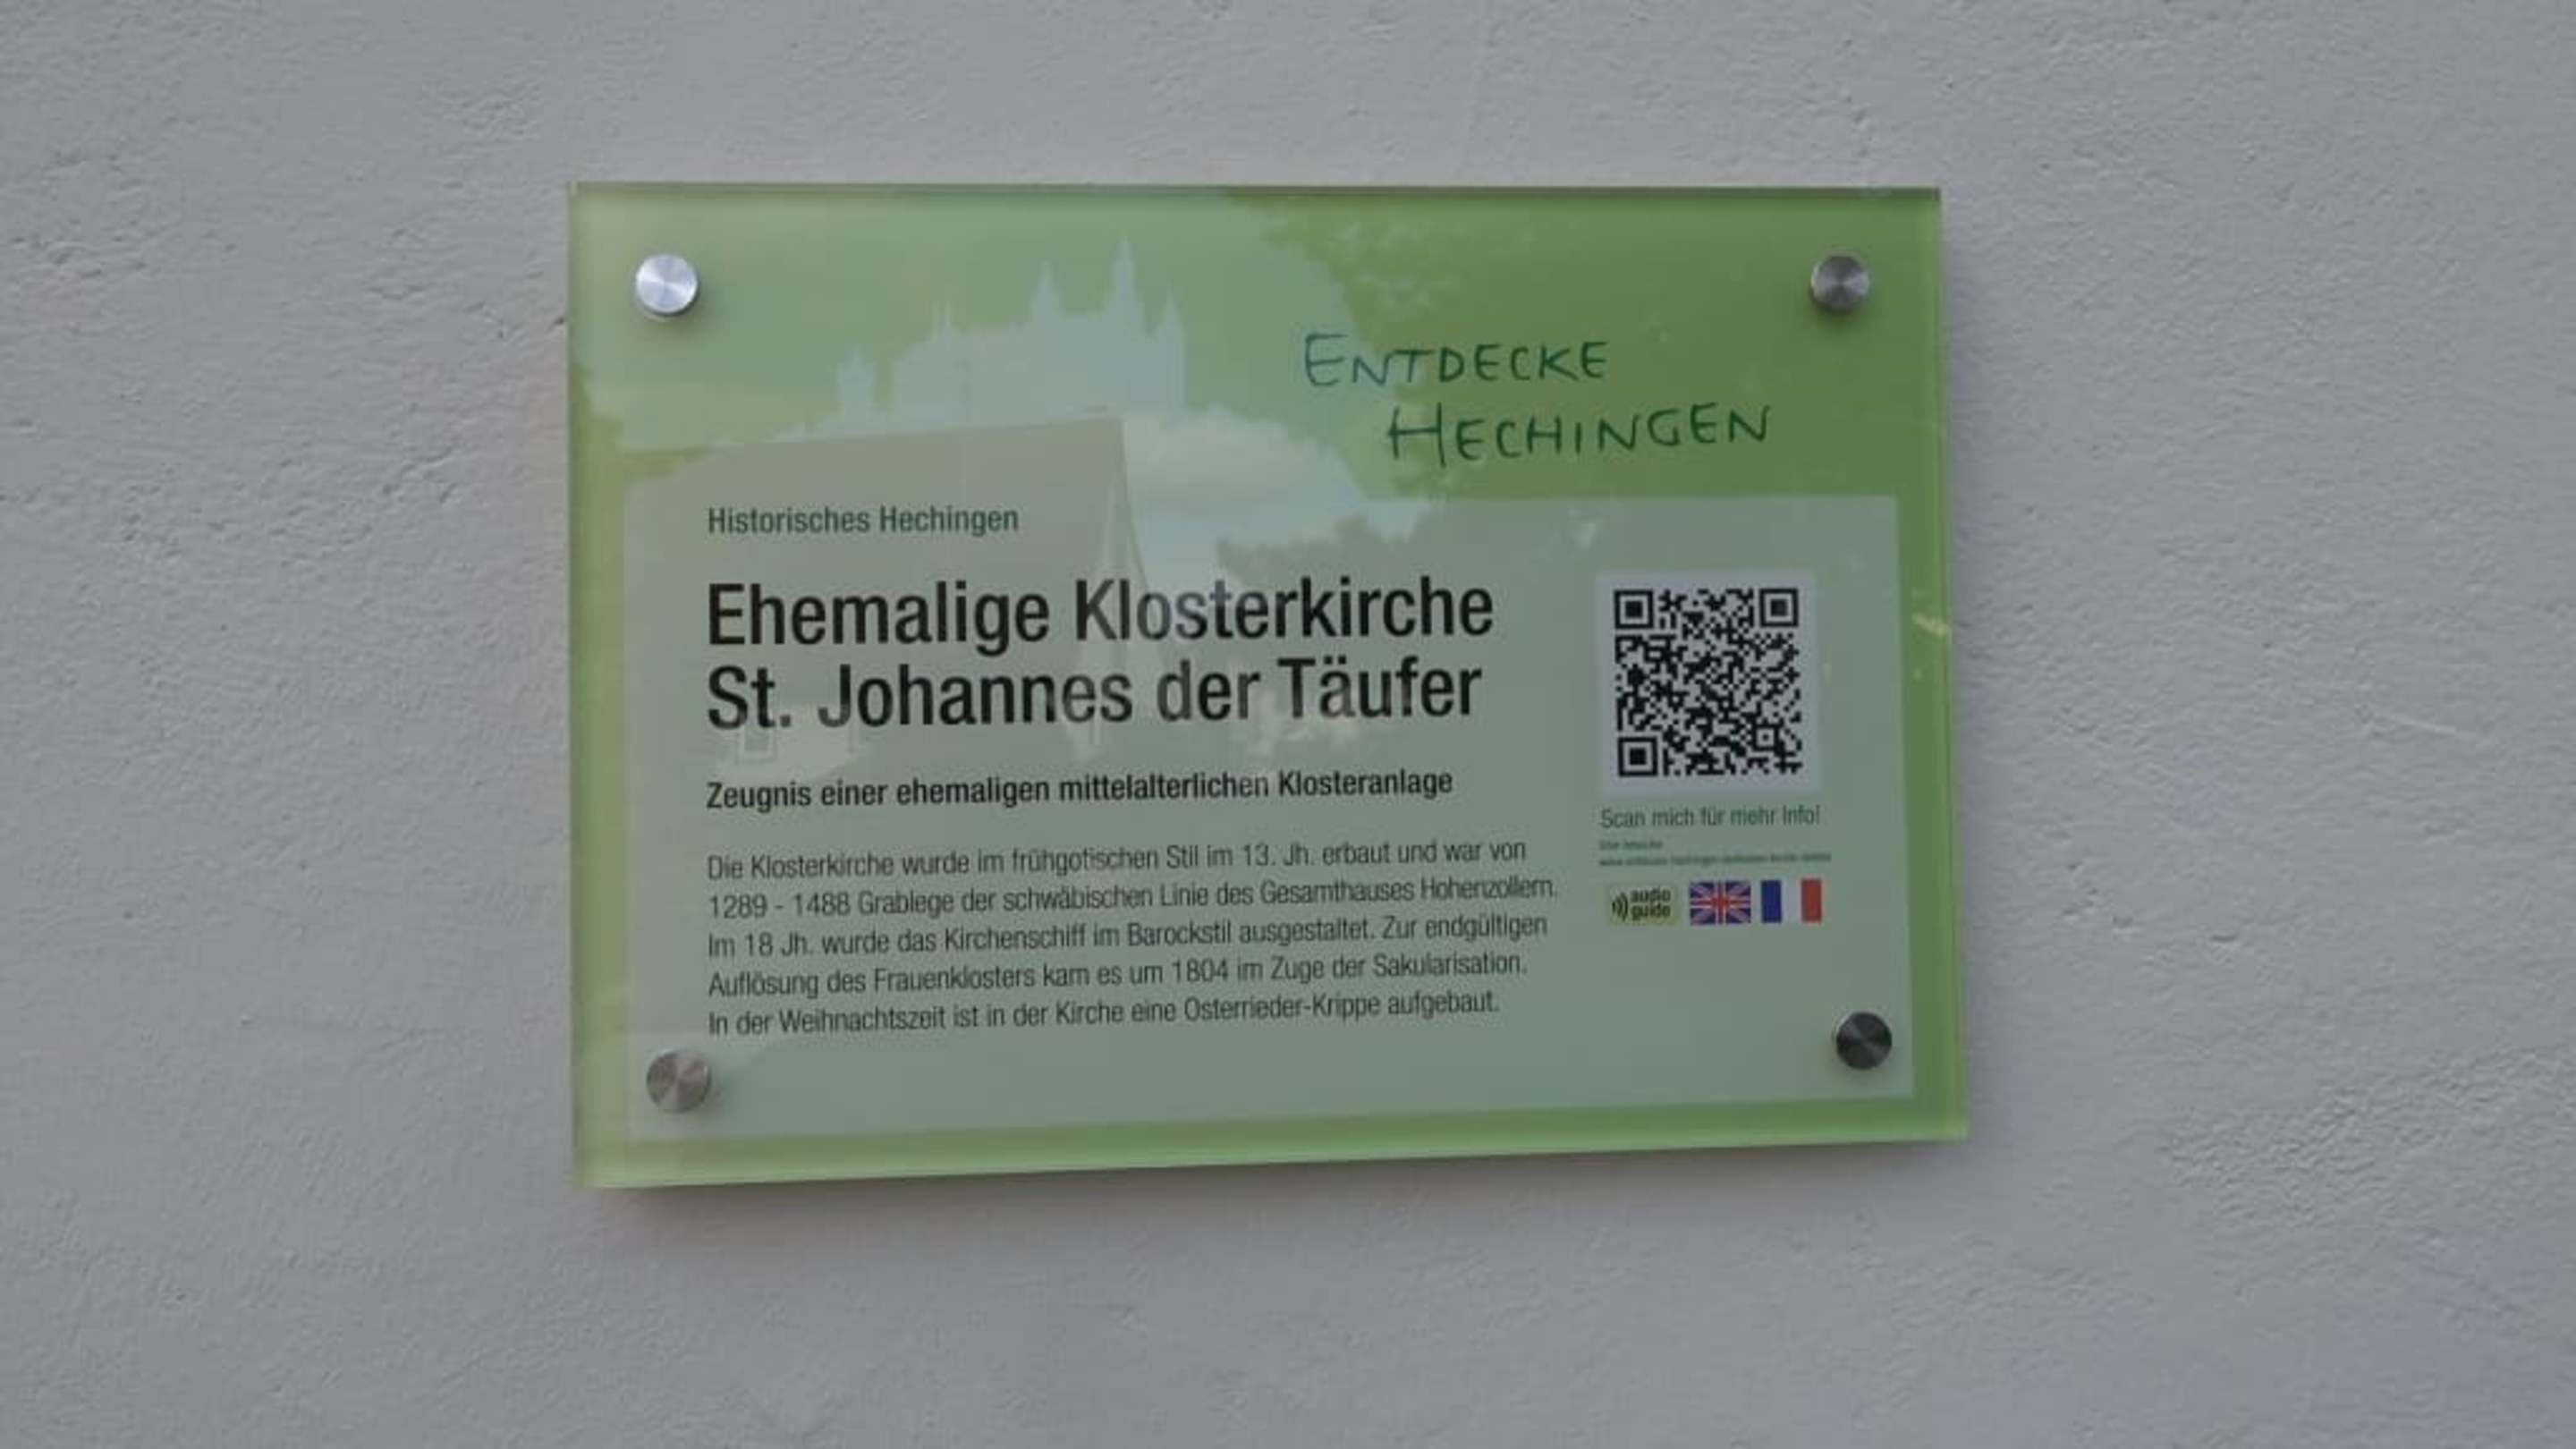 ENTDECKE
HECHINGEN
Historisches Hechingen
Ehemalige Klosterkirche
St. Johannes der Täufer
Zeugnis einer ehemaligen mittelalterlichen Klosteranlage
Die Klosterkirche wurde im frühgotischen Stil im 13. Jh. erbaut und war von
1289 - 1488 Grablege der schwäbischen Linie des Gesamthauses Hohenzollern.
Im 18 Jh. wurde das Kirchenschiff im Barockstil ausgestaltet. Zur endgültigen
Auflösung des Frauenklosters kam es um 1804 im Zuge der Sakularisation.
In der Weihnachtszeit ist in der Kirche eine Osterrieder-Krippe aufgebaut.
Scan mich für mehr Info!
audio
guide